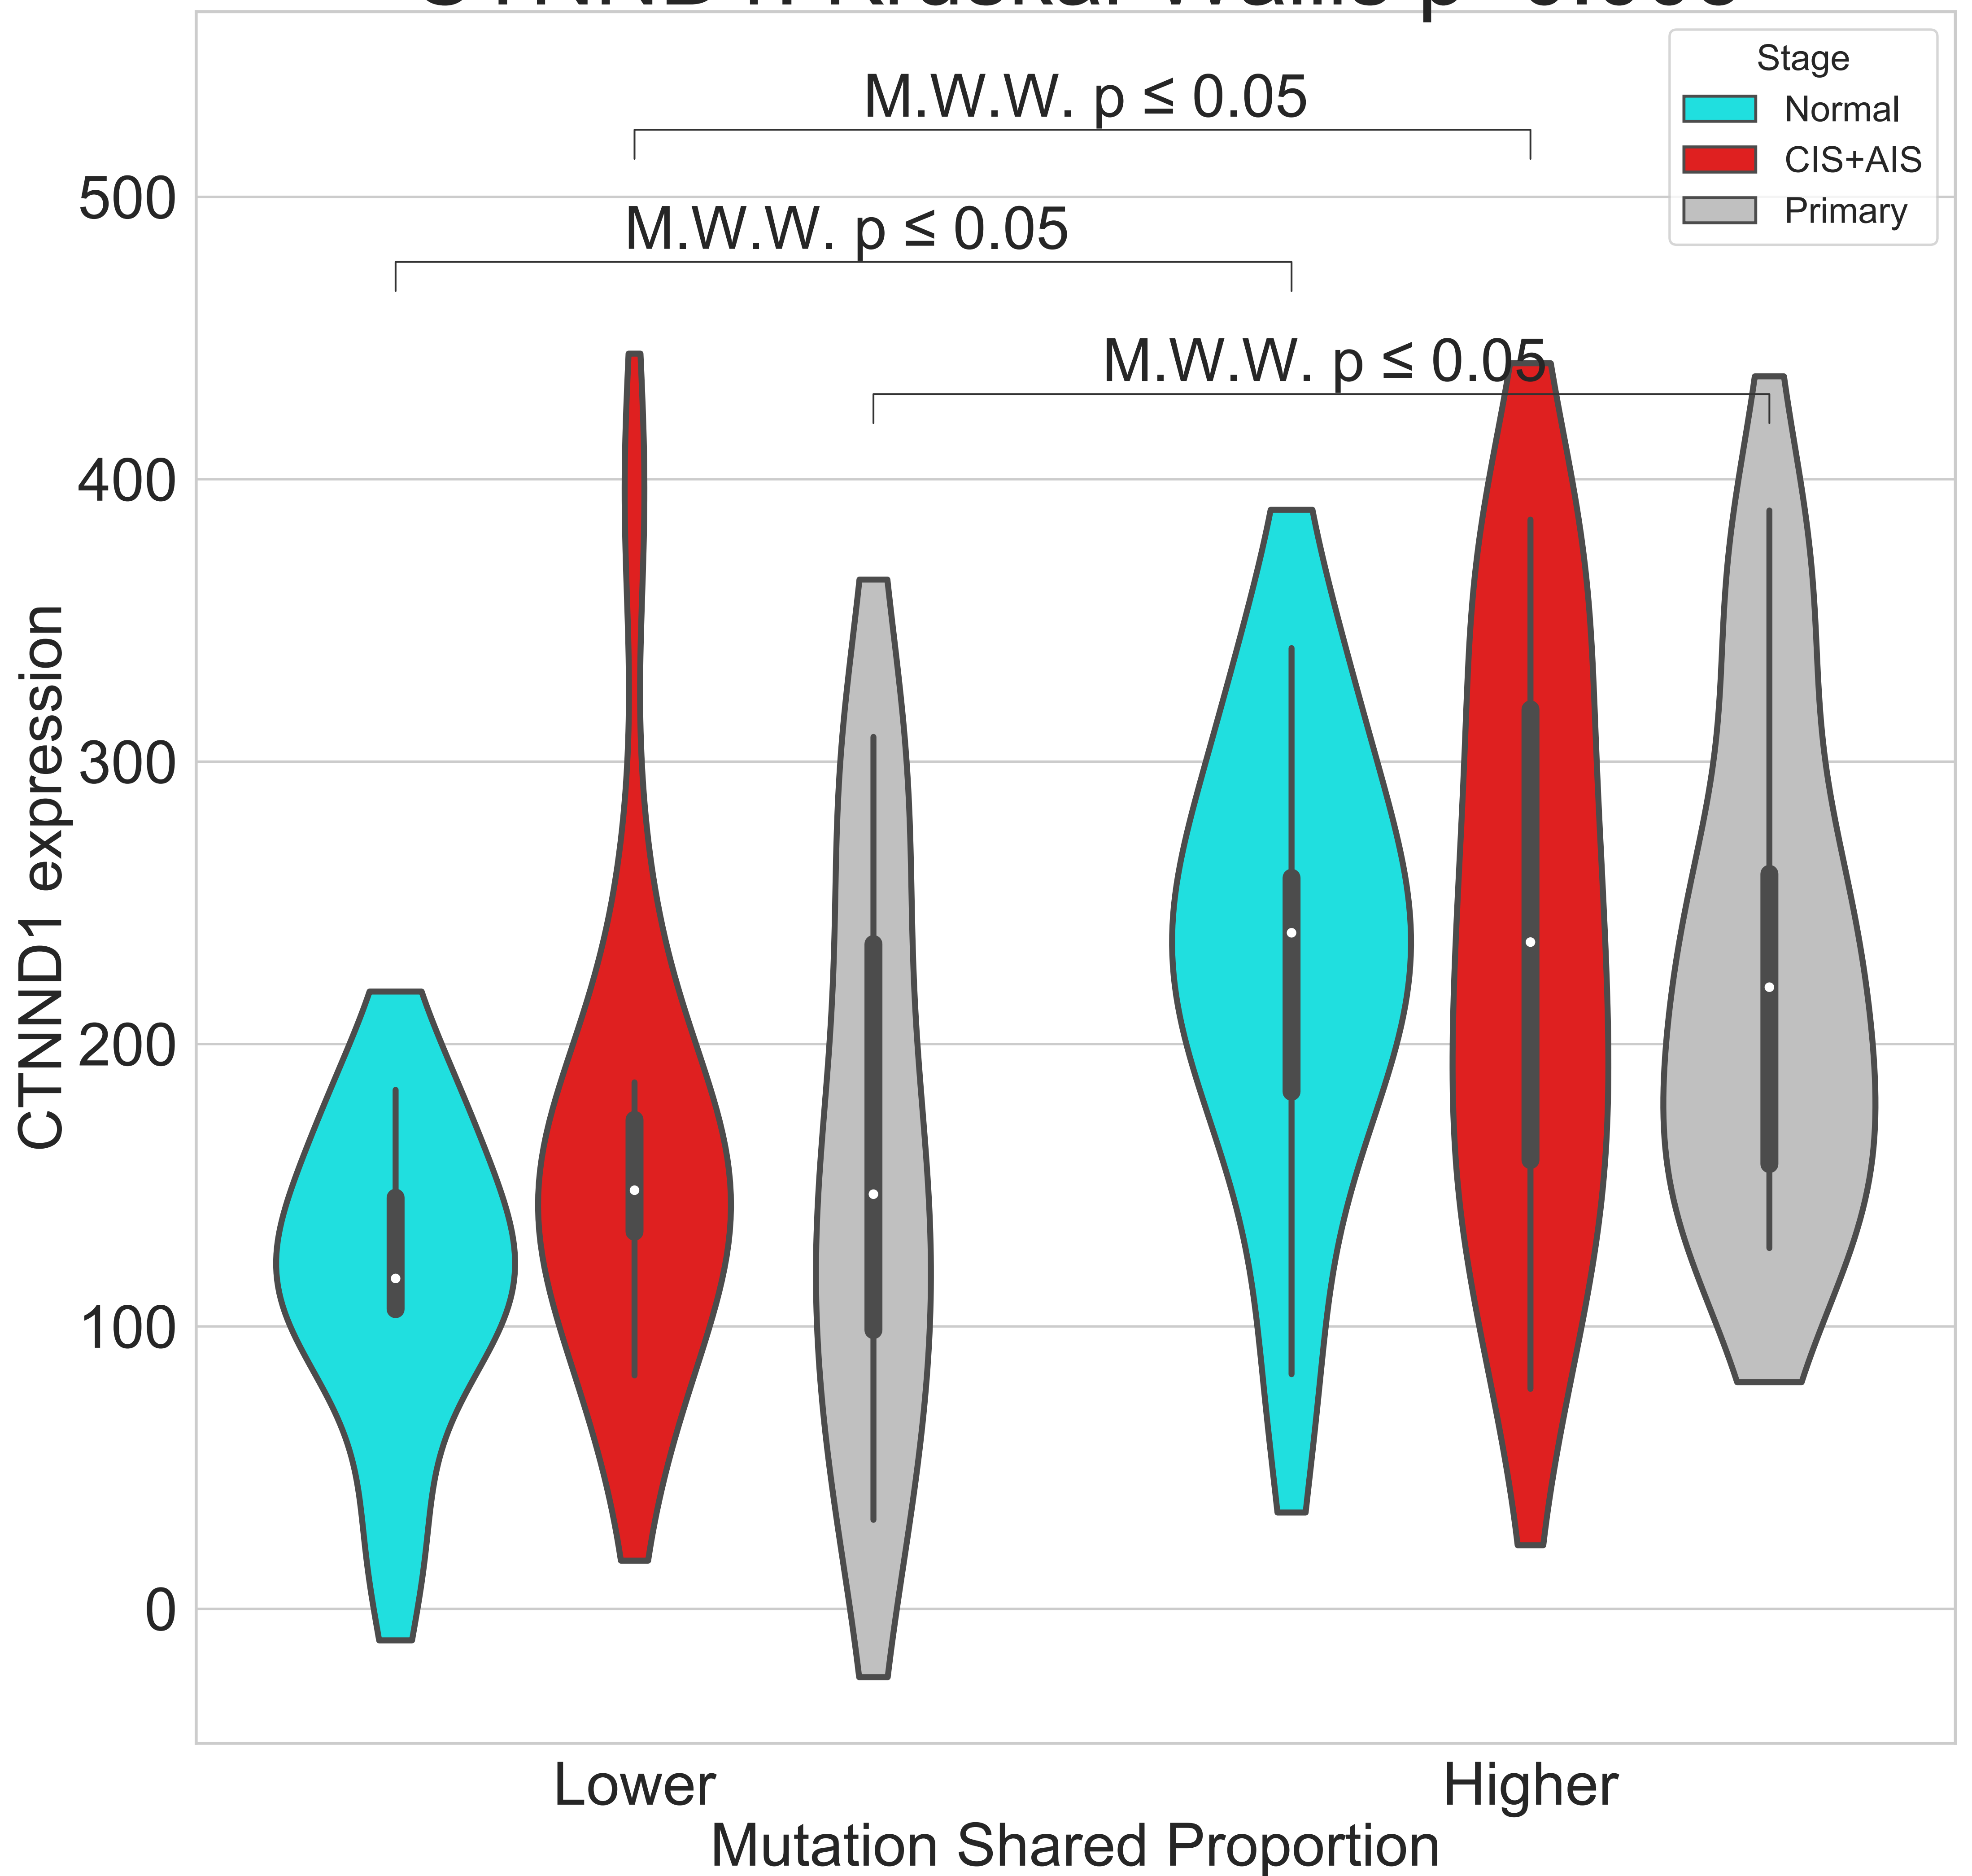 Stage
Normal
CIS+AIS
Primary
M.W.W. p ≤ 0.05
M.W.W. p ≤ 0.05
M.W.W. p ≤ 0.05
500
400
300
200
100
0
CTNND1 expression
Lower
Higher
Mutation Shared Proportion